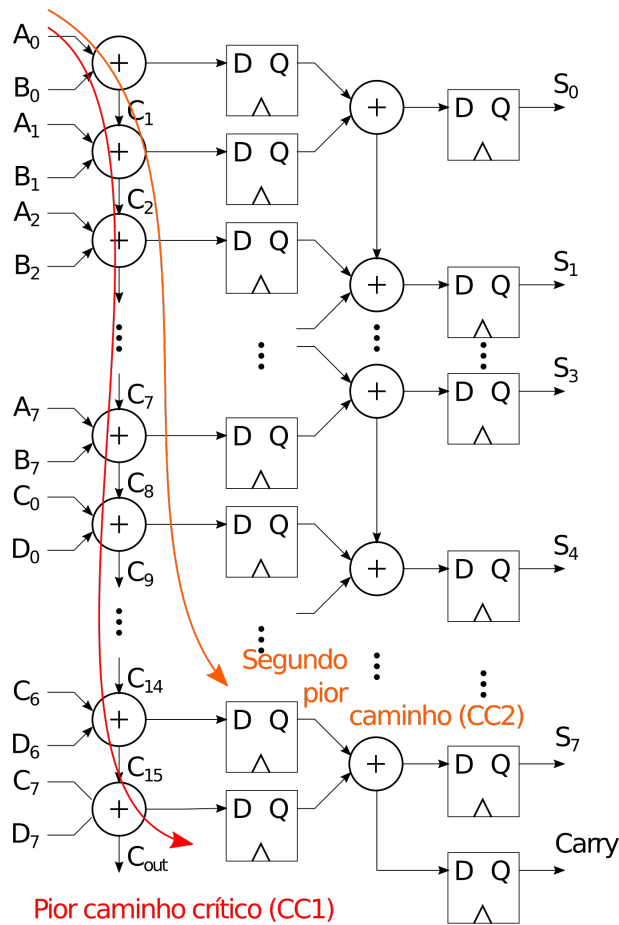 A0
D Q
D Q
S0
B0
C1
A1
D Q
B1
C2
A2
D Q
D Q
S1
B2
D Q
S3
C7
A7
D Q
B7
C8
C0
D Q
D Q
S4
D0
C9
Segundo
pior
caminho (CC2)
C14
C6
D Q
D6
D Q
S7
C15
C7
D Q
D7
Cout
D Q
Carry
Pior caminho crítico (CC1)